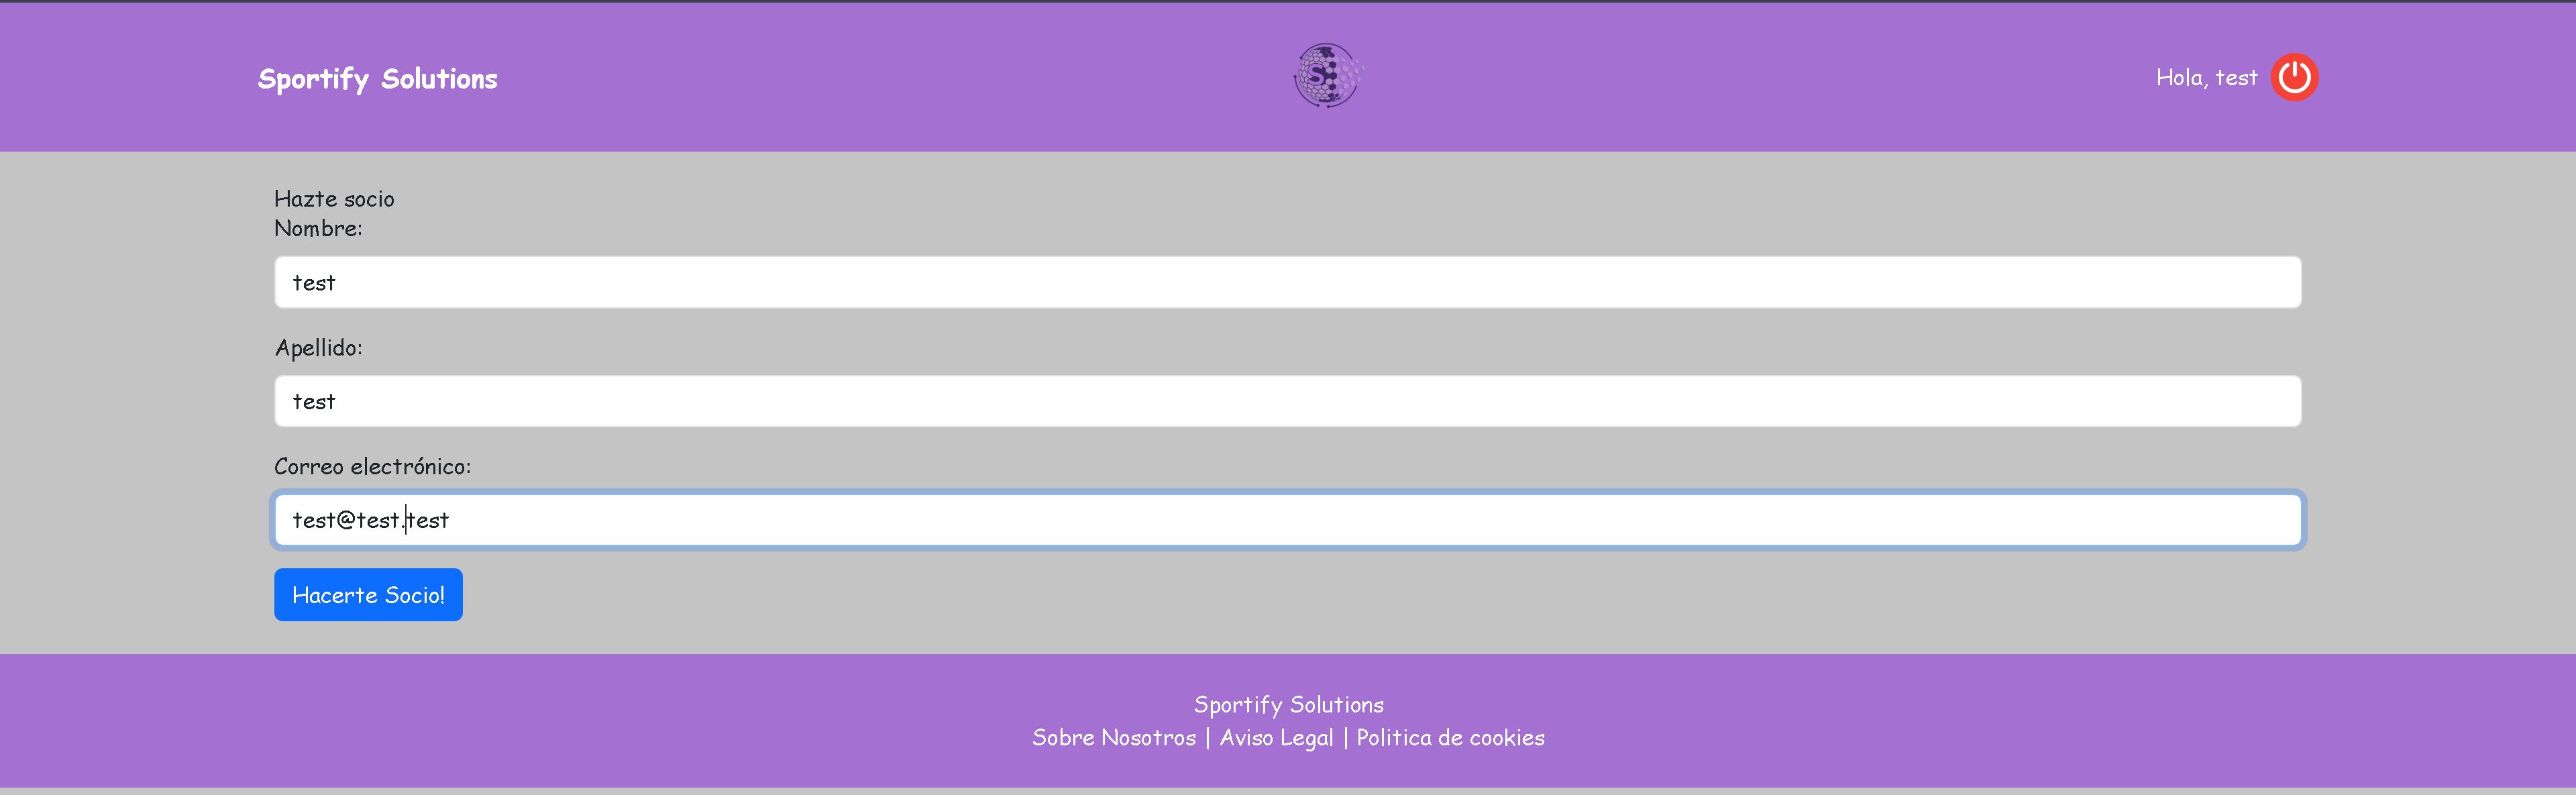 Sportify Solutions
S
Hola, test
Hazte socio
Nombre:
test
Apellido:
test
Correo electrónico:
test@test.test
Hacerte Socio!
Sportify Solutions
Sobre Nosotros | Aviso Legal | Politica de cookies